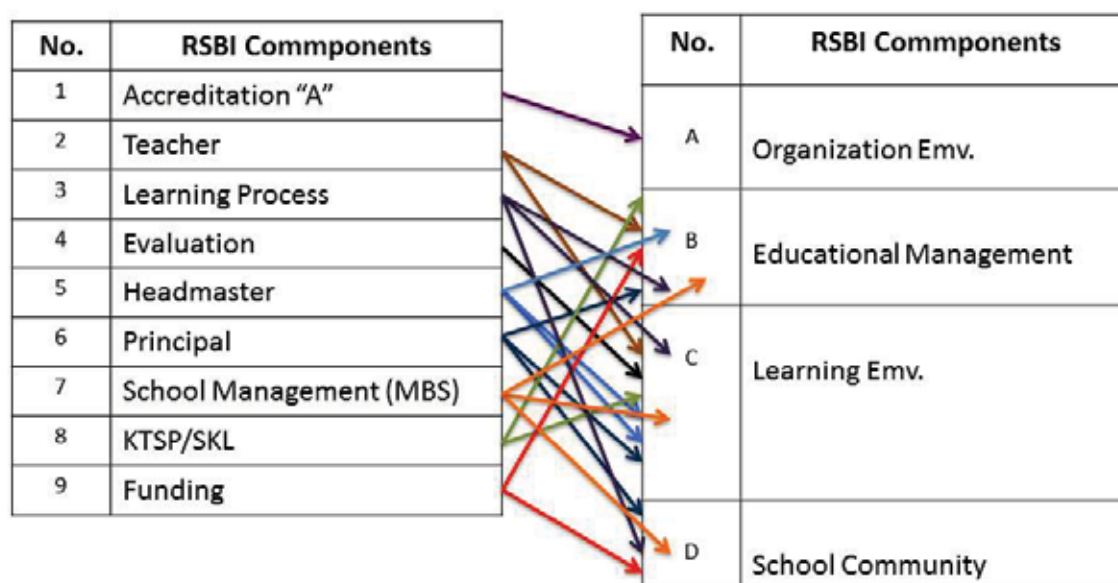 No. RSBI Commponents
1 Accreditation “A”
2 Teacher
3 Learning Process
4 Evaluation
5 Headmaster
6 Principal
7 School Management (MBS)
8 KTSP/SKL
9 Funding
No. RSBI Commponents
A Organization Emv.
B Educational Management
C Learning Emv.
D School Community